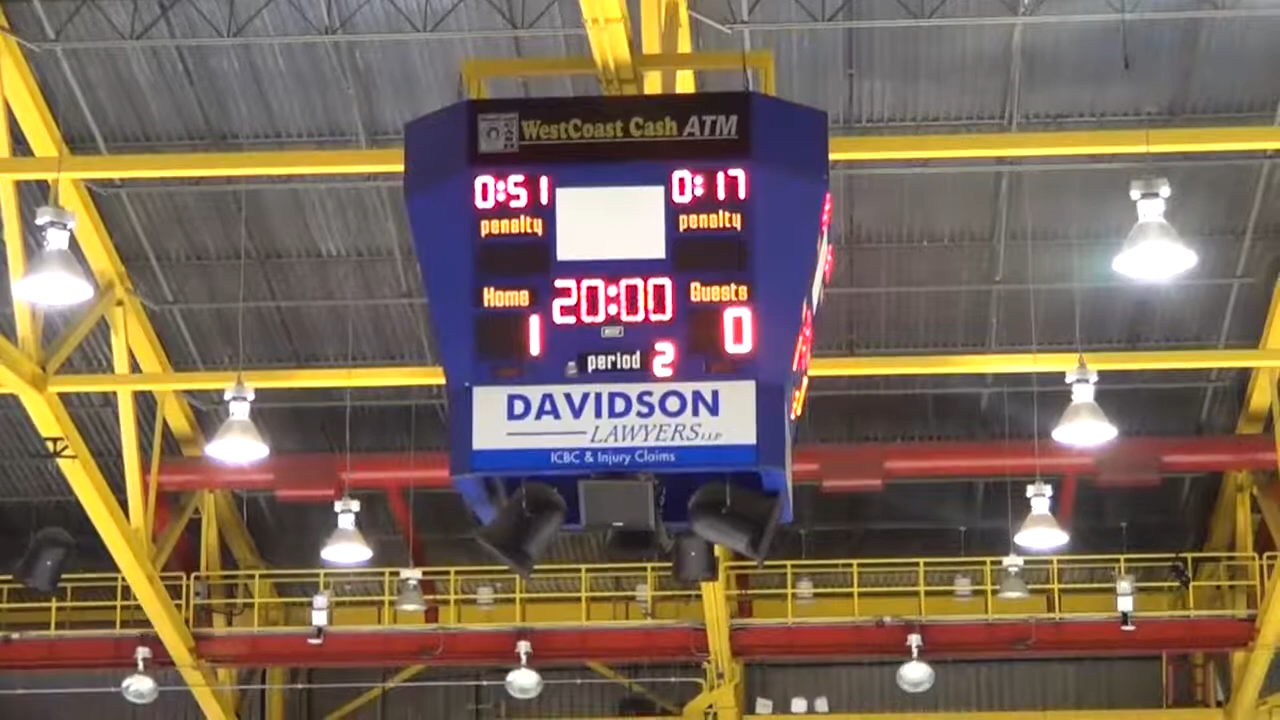 WestCoast Cash ATM
0:51 0:17
penalty penalty
Home 20:00 Guests
1 0
period 2
DAVIDSON
LAWYERS LLP
ICBC & Injury Claims